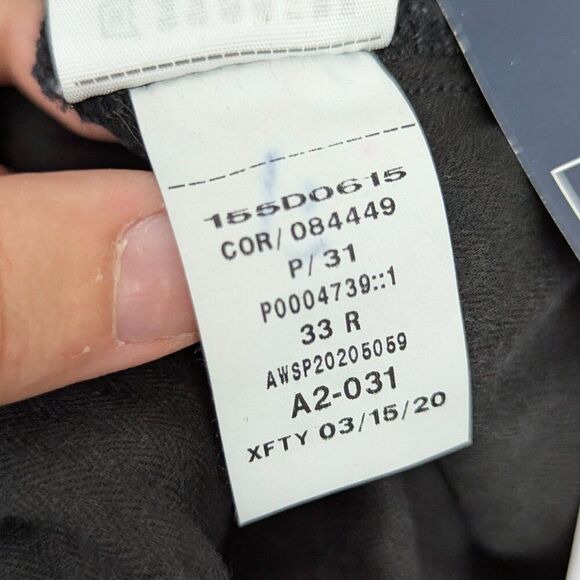 155D0615
COR/084449
P/31
P0004739::1
33 R
AWSP20205059
A2-031
XFTY 03/15/20